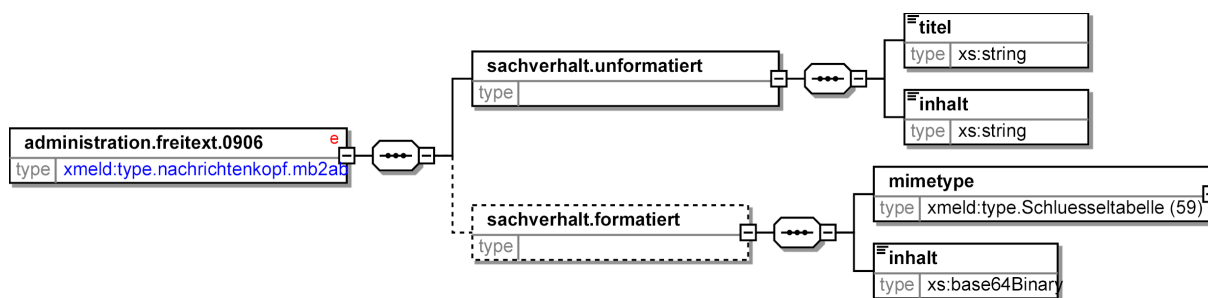 titel
type xs:string
sachverhalt.unformatiert
type
inhalt
type xs:string
administration.freitext.0906 e
type xmeld:type.nachrichtenkopf.mb2ab
mimetype
type xmeld:type.Schluesseltabelle (59)
sachverhalt.formatiert
type
inhalt
type xs:base64Binary